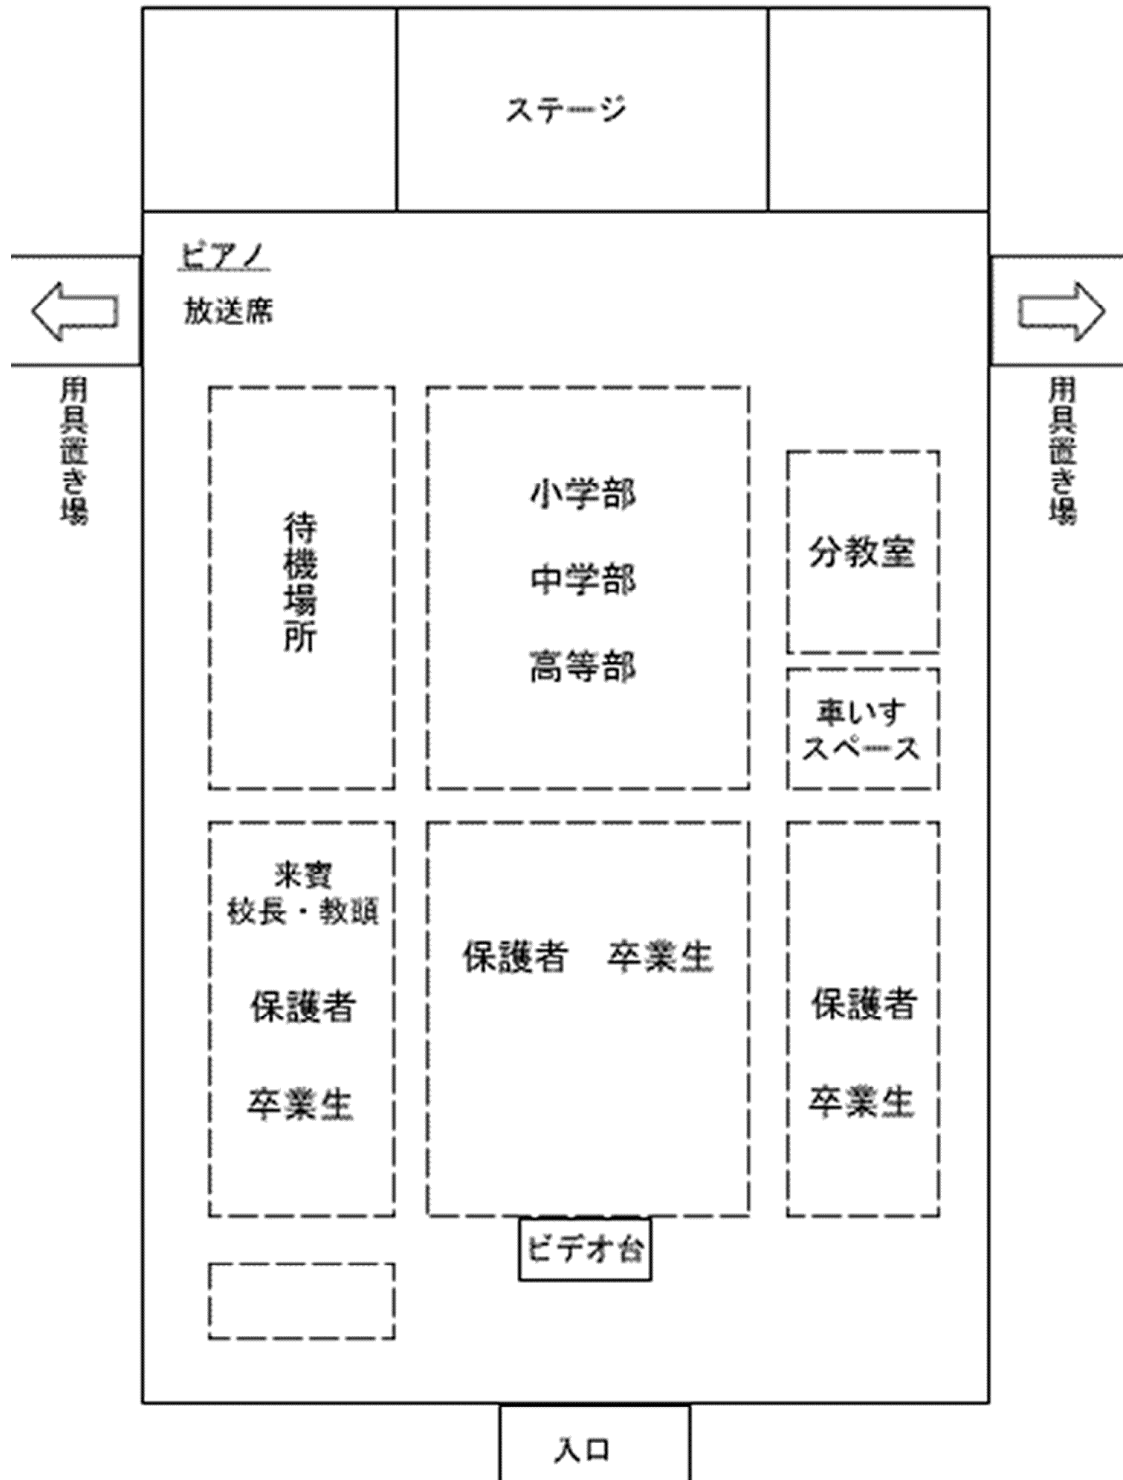 ステージ
ピアノ
放送席
用具置き場
用具置き場
待機場所
小学部
中学部
高等部
分教室
車いす
スペース
来賓
校長・教頭
保護者
卒業生
保護者　卒業生
保護者
卒業生
ビデオ台
入口